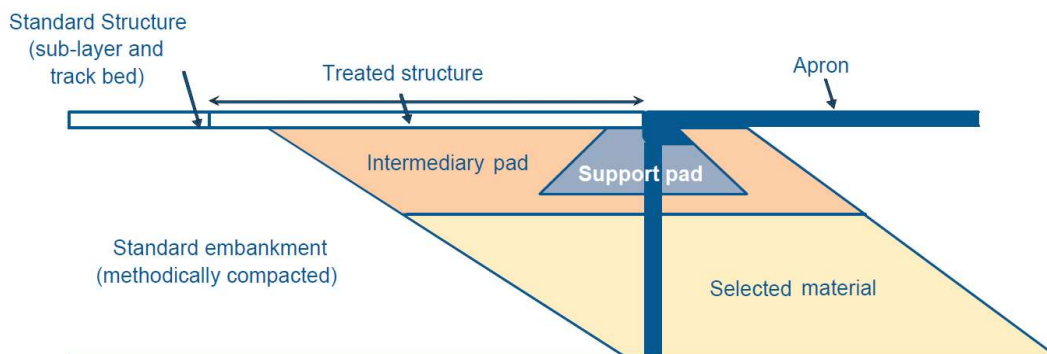 Standard Structure
(sub-layer and
track bed)
Treated structure
Apron
Intermediary pad
Support pad
Standard embankment
(methodically compacted)
Selected material